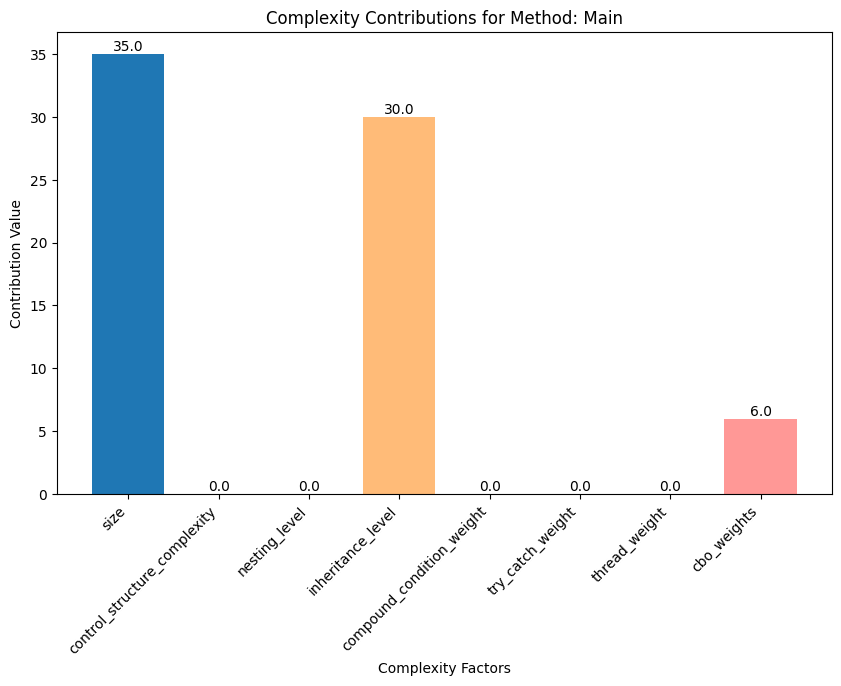 Complexity Contributions for Method: Main
Contribution Value
35
30
25
20
15
10
5
0
35.0
0.0
0.0
30.0
0.0
0.0
0.0
6.0
size
control_structure_complexity
nesting_level
inheritance_level
compound_condition_weight
try_catch_weight
thread_weight
cbo_weights
Complexity Factors